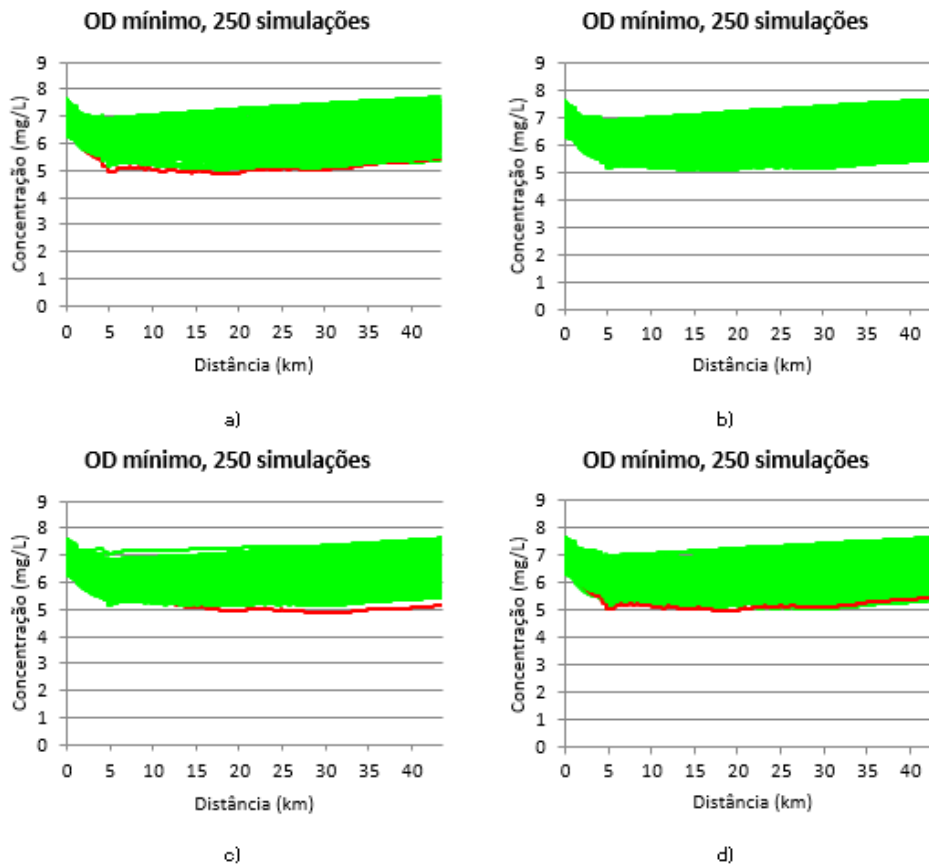 OD mínimo, 250 simulações
OD mínimo, 250 simulações
Concentração (mg/L)
9
8
7
6
5
4
3
2
1
0
0 5 10 15 20 25 30 35 40
Distância (km)
a)
Concentração (mg/L)
9
8
7
6
5
4
3
2
1
0
0 5 10 15 20 25 30 35 40
Distância (km)
b)
OD mínimo, 250 simulações
OD mínimo, 250 simulações
Concentração (mg/L)
9
8
7
6
5
4
3
2
1
0
0 5 10 15 20 25 30 35 40
Distância (km)
c)
Concentração (mg/L)
9
8
7
6
5
4
3
2
1
0
0 5 10 15 20 25 30 35 40
Distância (km)
d)